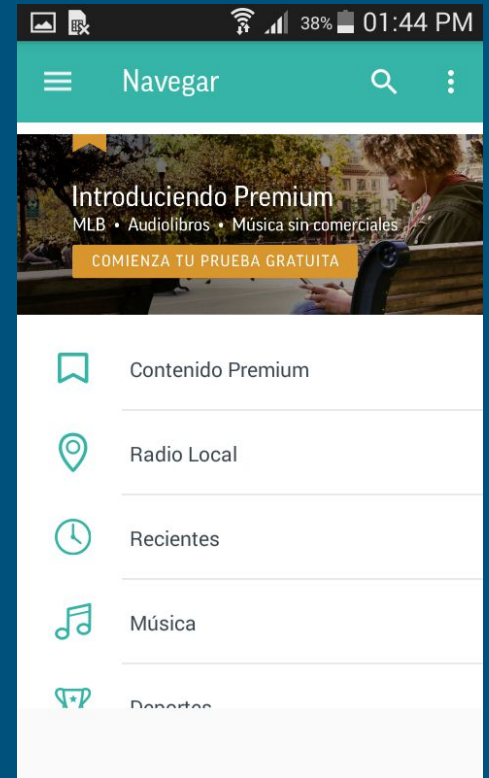 38% 01:44 PM
Navegar
Introduciendo Premium
MLB • Audiolibros • Música sin comerciales
COMIENZA TU PRUEBA GRATUITA
Contenido Premium
Radio Local
Recientes
Música
Deportes